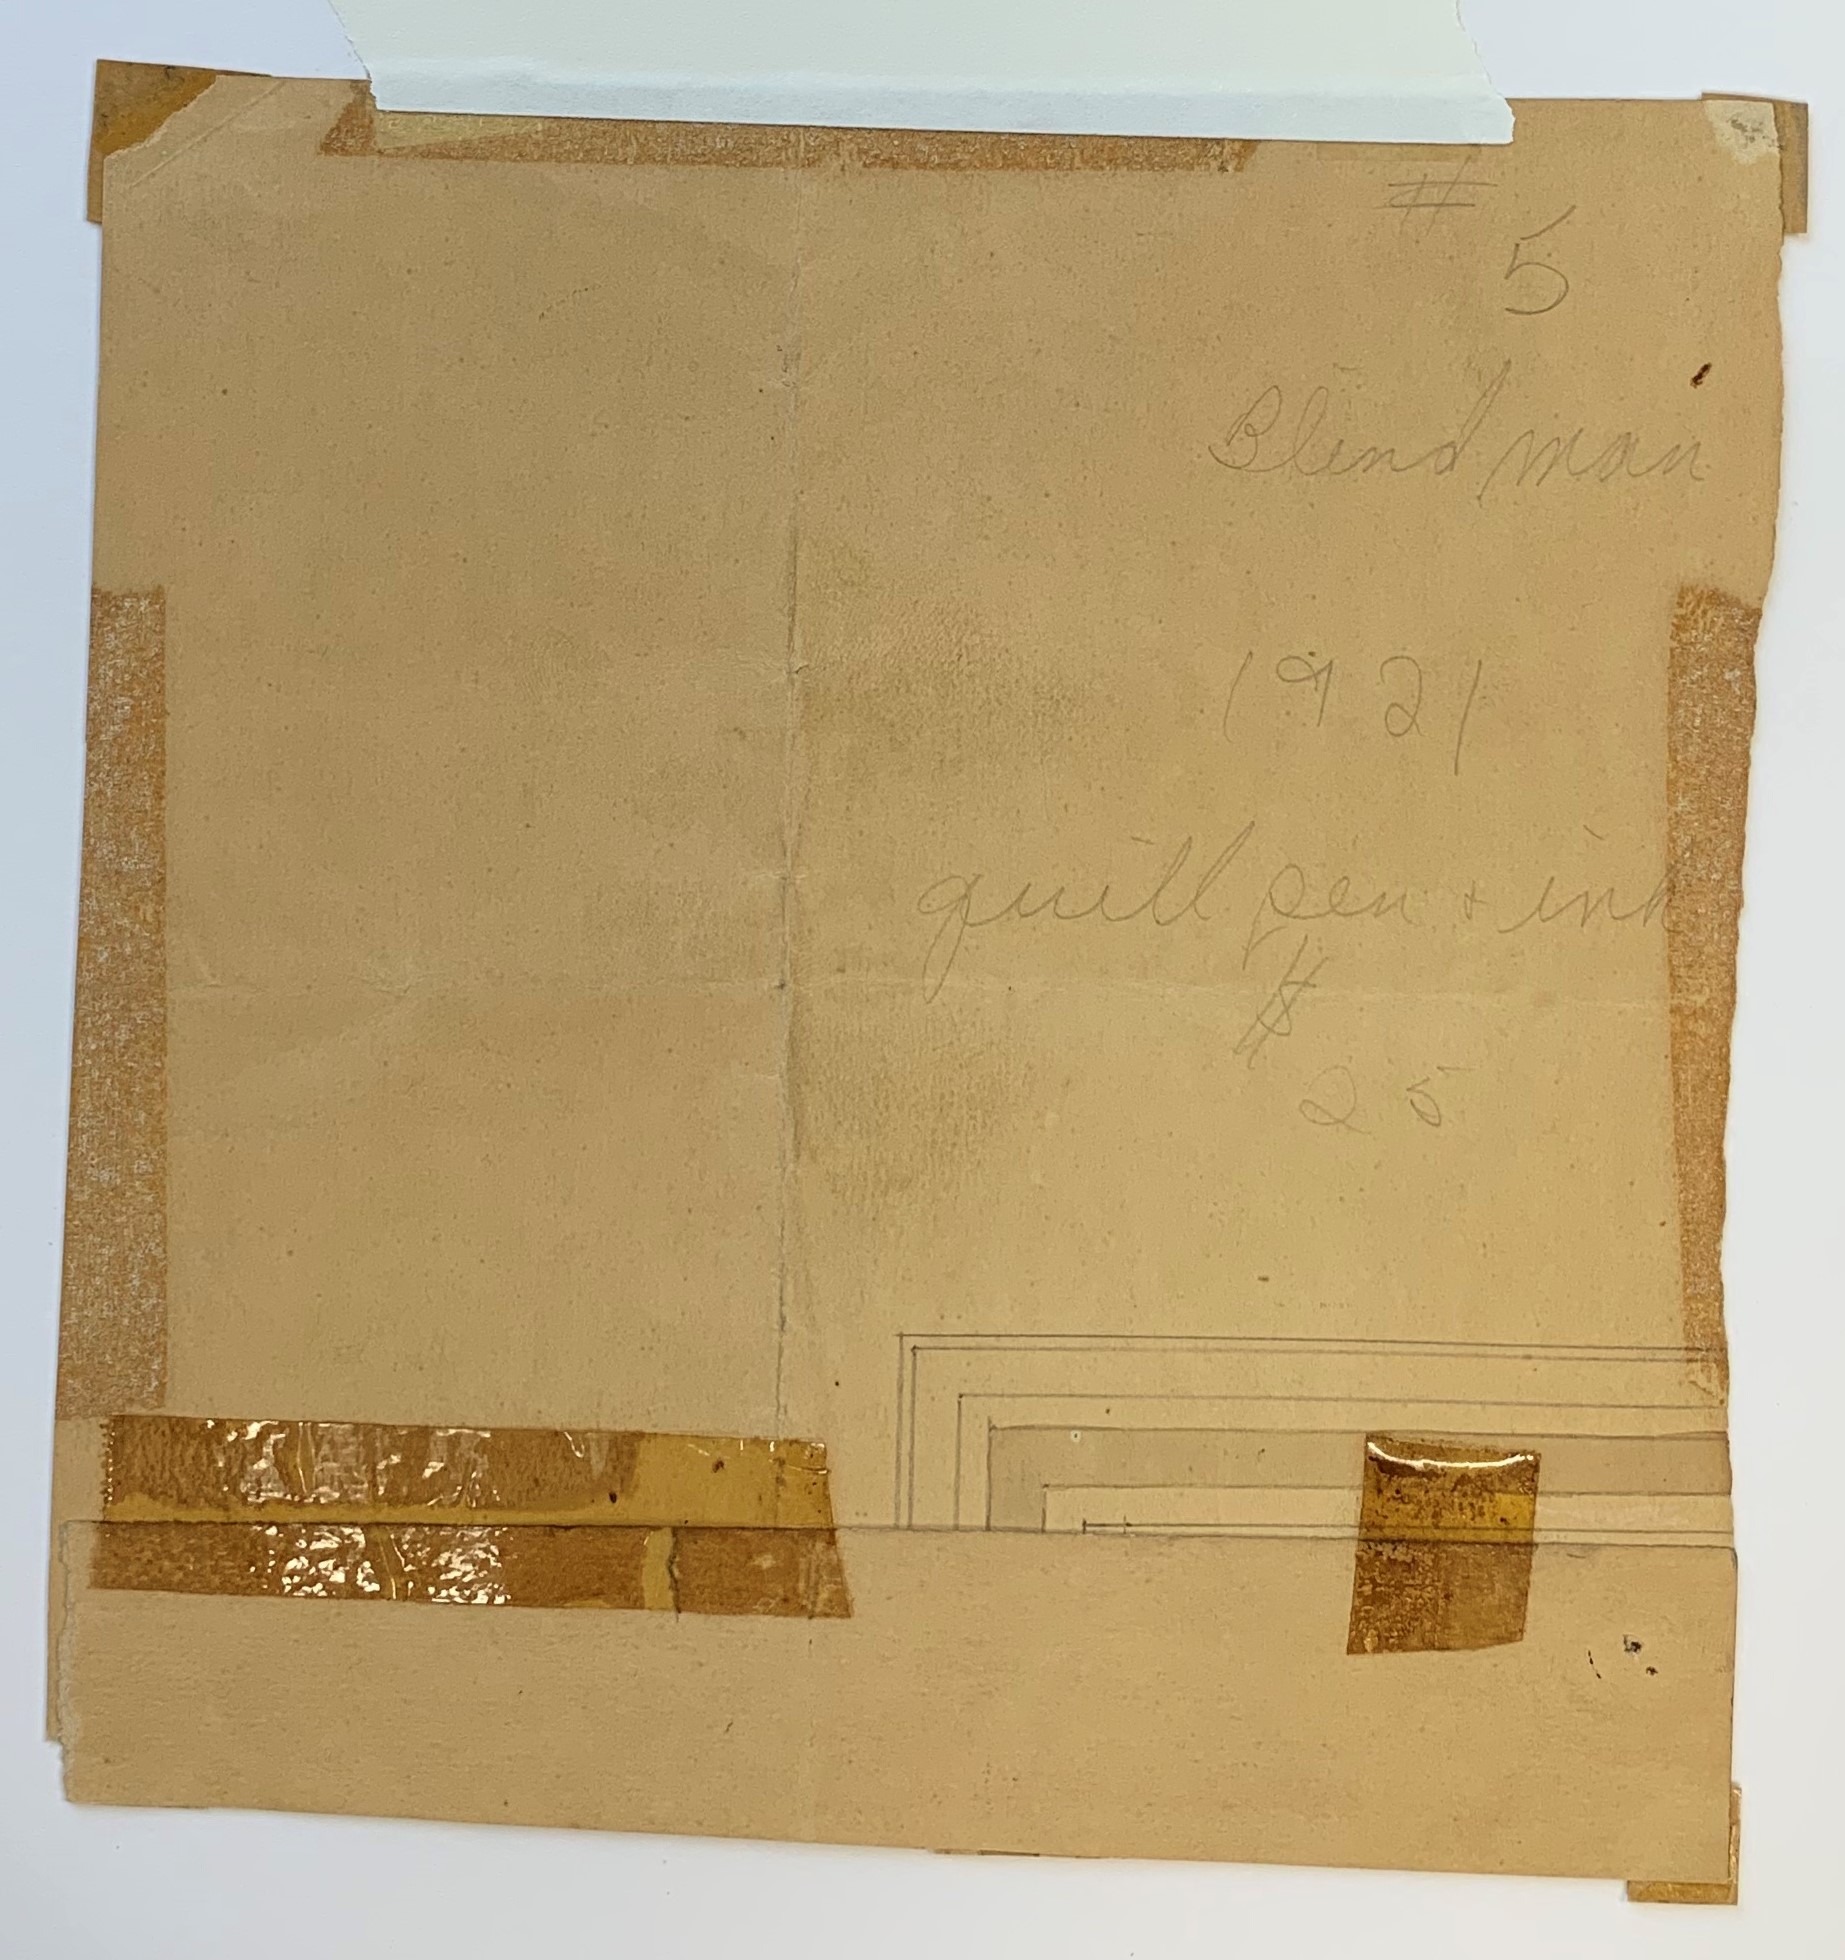 #
5
Blind man
1921
quill pen + ink
$
25